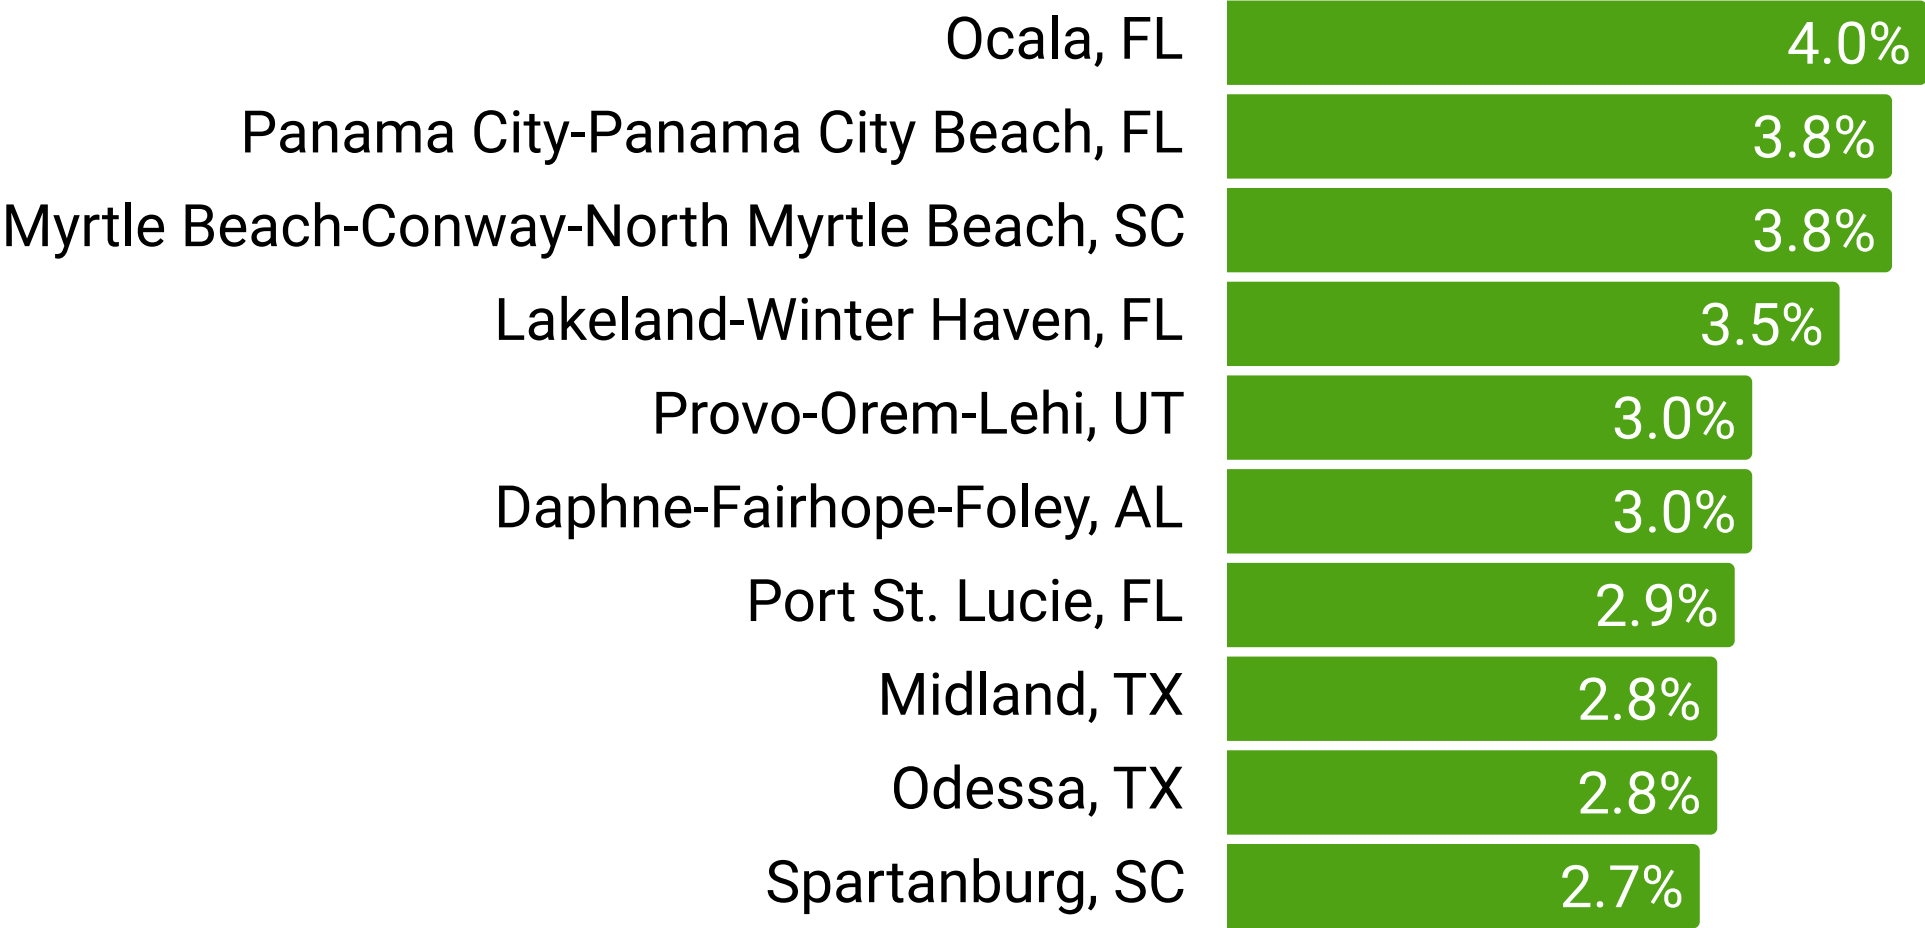 Ocala, FL 4.0%
Panama City-Panama City Beach, FL 3.8%
Myrtle Beach-Conway-North Myrtle Beach, SC 3.8%
Lakeland-Winter Haven, FL 3.5%
Provo-Orem-Lehi, UT 3.0%
Daphne-Fairhope-Foley, AL 3.0%
Port St. Lucie, FL 2.9%
Midland, TX 2.8%
Odessa, TX 2.8%
Spartanburg, SC 2.7%